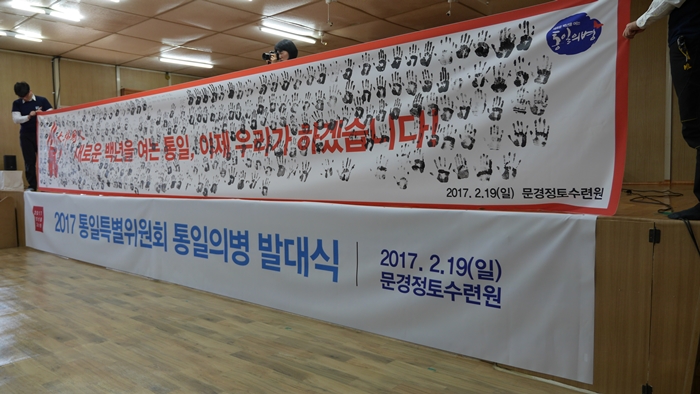 통일의병
새로운 백년을 여는 통일, 이제 우리가 하겠습니다!
2017. 2.19(일) 문경정토수련원
2017 통일특별위원회 통일의병 발대식
2017. 2.19(일)
문경정토수련원